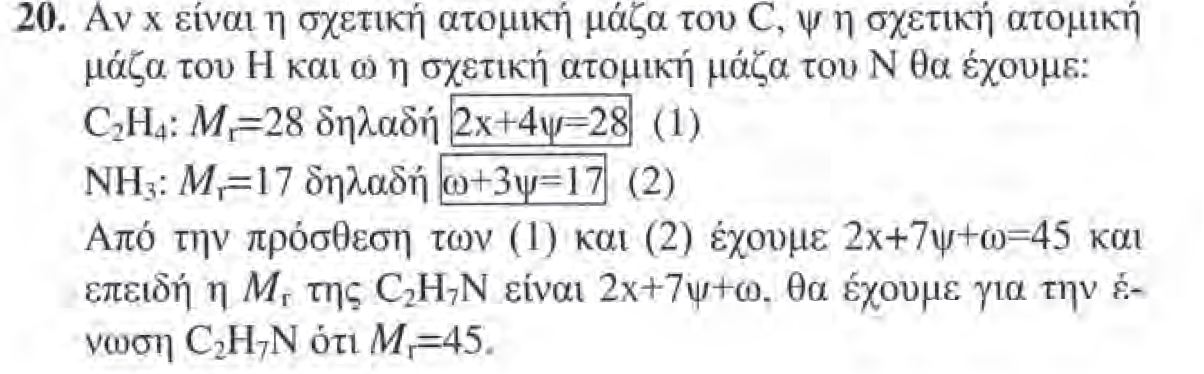 20. Αν x είναι η σχετική ατομική μάζα του C, ψ η σχετική ατομική
μάζα του Η και ω η σχετική ατομική μάζα του Ν θα έχουμε:
C₂H₄: Mᵣ=28 δηλαδή 2x+4ψ=28 (1)
NH₃: Mᵣ=17 δηλαδή ω+3ψ=17 (2)
Από την πρόσθεση των (1) και (2) έχουμε 2x+7ψ+ω=45 και
επειδή η Mᵣ της C₂H₇N είναι 2x+7ψ+ω, θα έχουμε για την έ-
νωση C₂H₇N ότι Mᵣ=45.